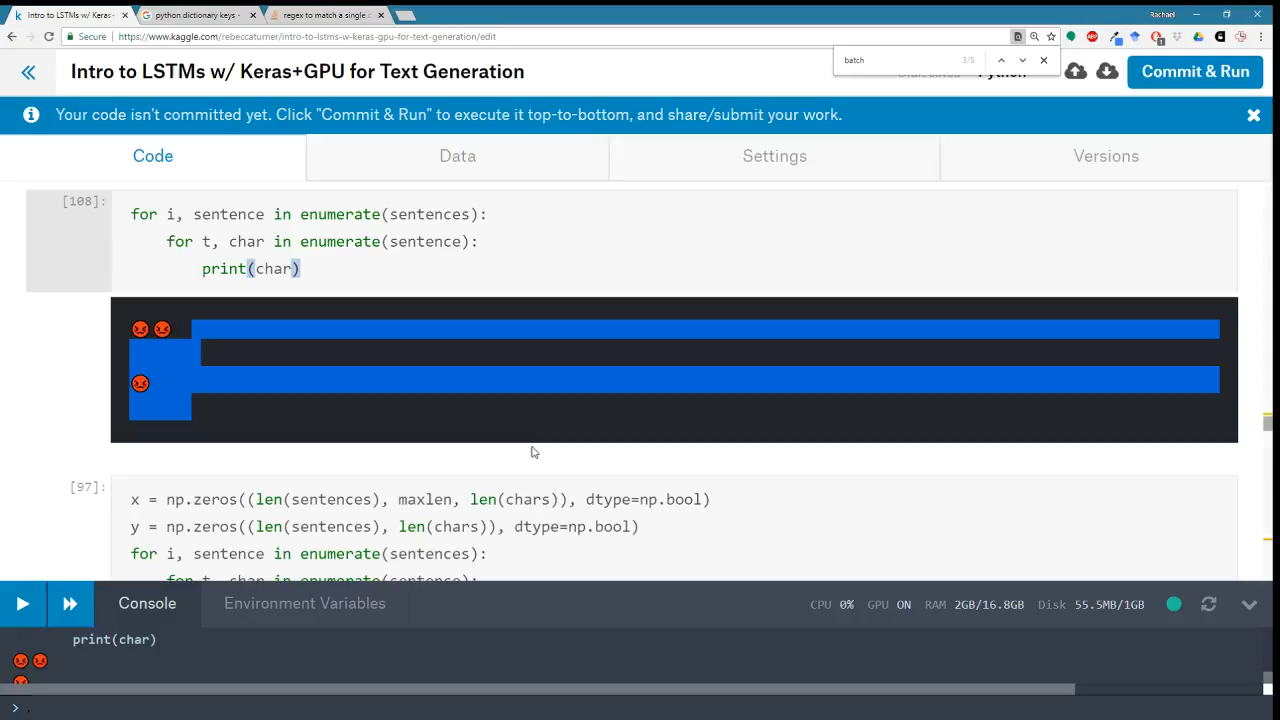 Intro to LSTMs w/ Keras+
python dictionary keys -
regex to match a single
Rachael
Secure
https://www.kaggle.com/rebeccaturner/intro-to-lstms-w-keras-gpu-for-text-generation/edit
batch
3/5
Intro to LSTMs w/ Keras+GPU for Text Generation
Commit & Run
Your code isn't committed yet. Click "Commit & Run" to execute it top-to-bottom, and share/submit your work.
Code
Data
Settings
Versions
[108]:
for i, sentence in enumerate(sentences):
for t, char in enumerate(sentence):
print(char)
😡😡
😡
[97]:
x = np.zeros((len(sentences), maxlen, len(chars)), dtype=np.bool)
y = np.zeros((len(sentences), len(chars)), dtype=np.bool)
for i, sentence in enumerate(sentences):
for t, char in enumerate(sentence):
Console
Environment Variables
CPU 0% GPU ON RAM 2GB/16.8GB Disk 55.5MB/1GB
print(char)
😡😡
😡
>